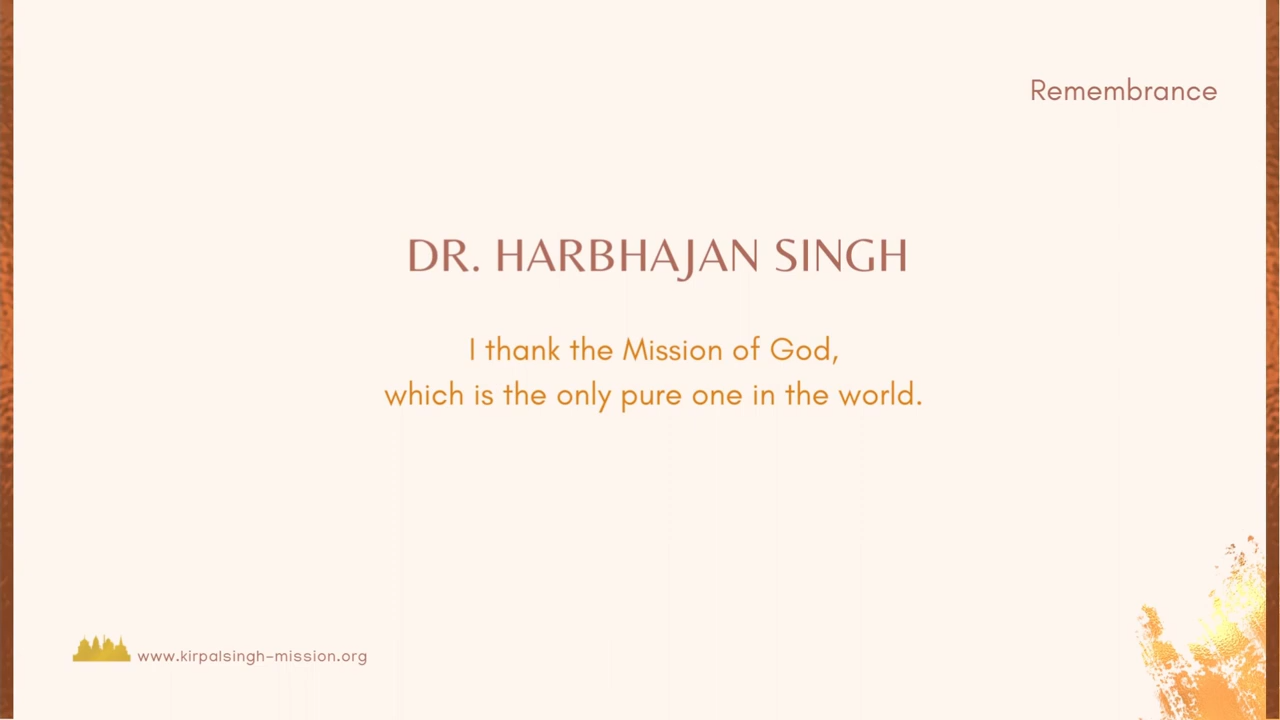 Remembrance
DR. HARBHAJAN SINGH
I thank the Mission of God,
which is the only pure one in the world.
www.kirpalsingh-mission.org